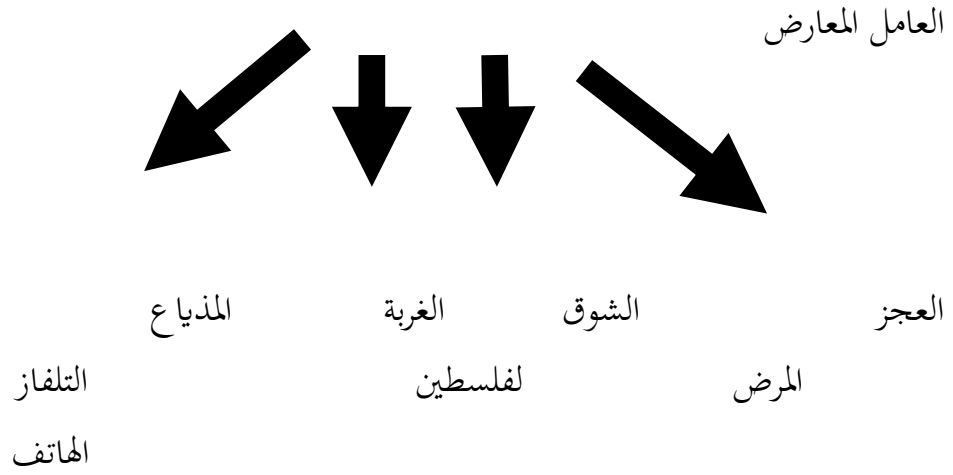 العامل المعارض
العجز الشوق الغربة المذياع
المرض لفلسطين التلفاز
الهاتف